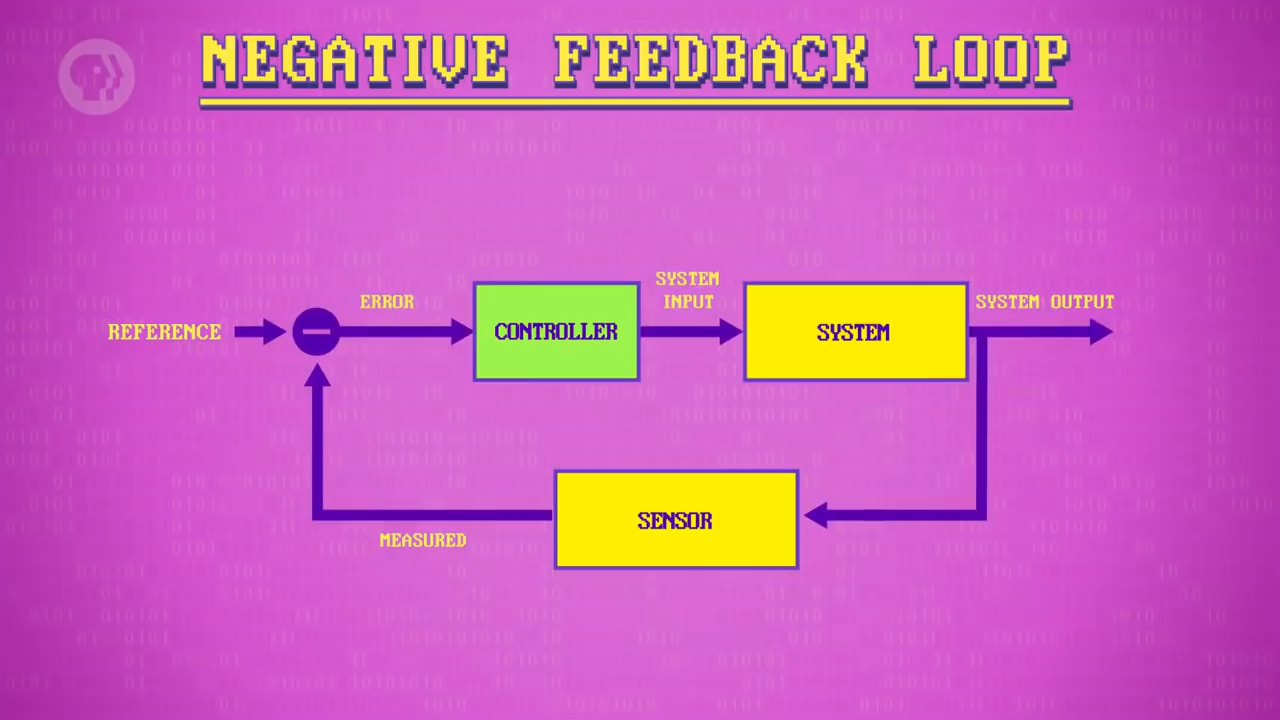 NEGATIVE FEEDBACK LOOP
SYSTEM
INPUT
ERROR
SYSTEM OUTPUT
REFERENCE
CONTROLLER
SYSTEM
SENSOR
MEASURED